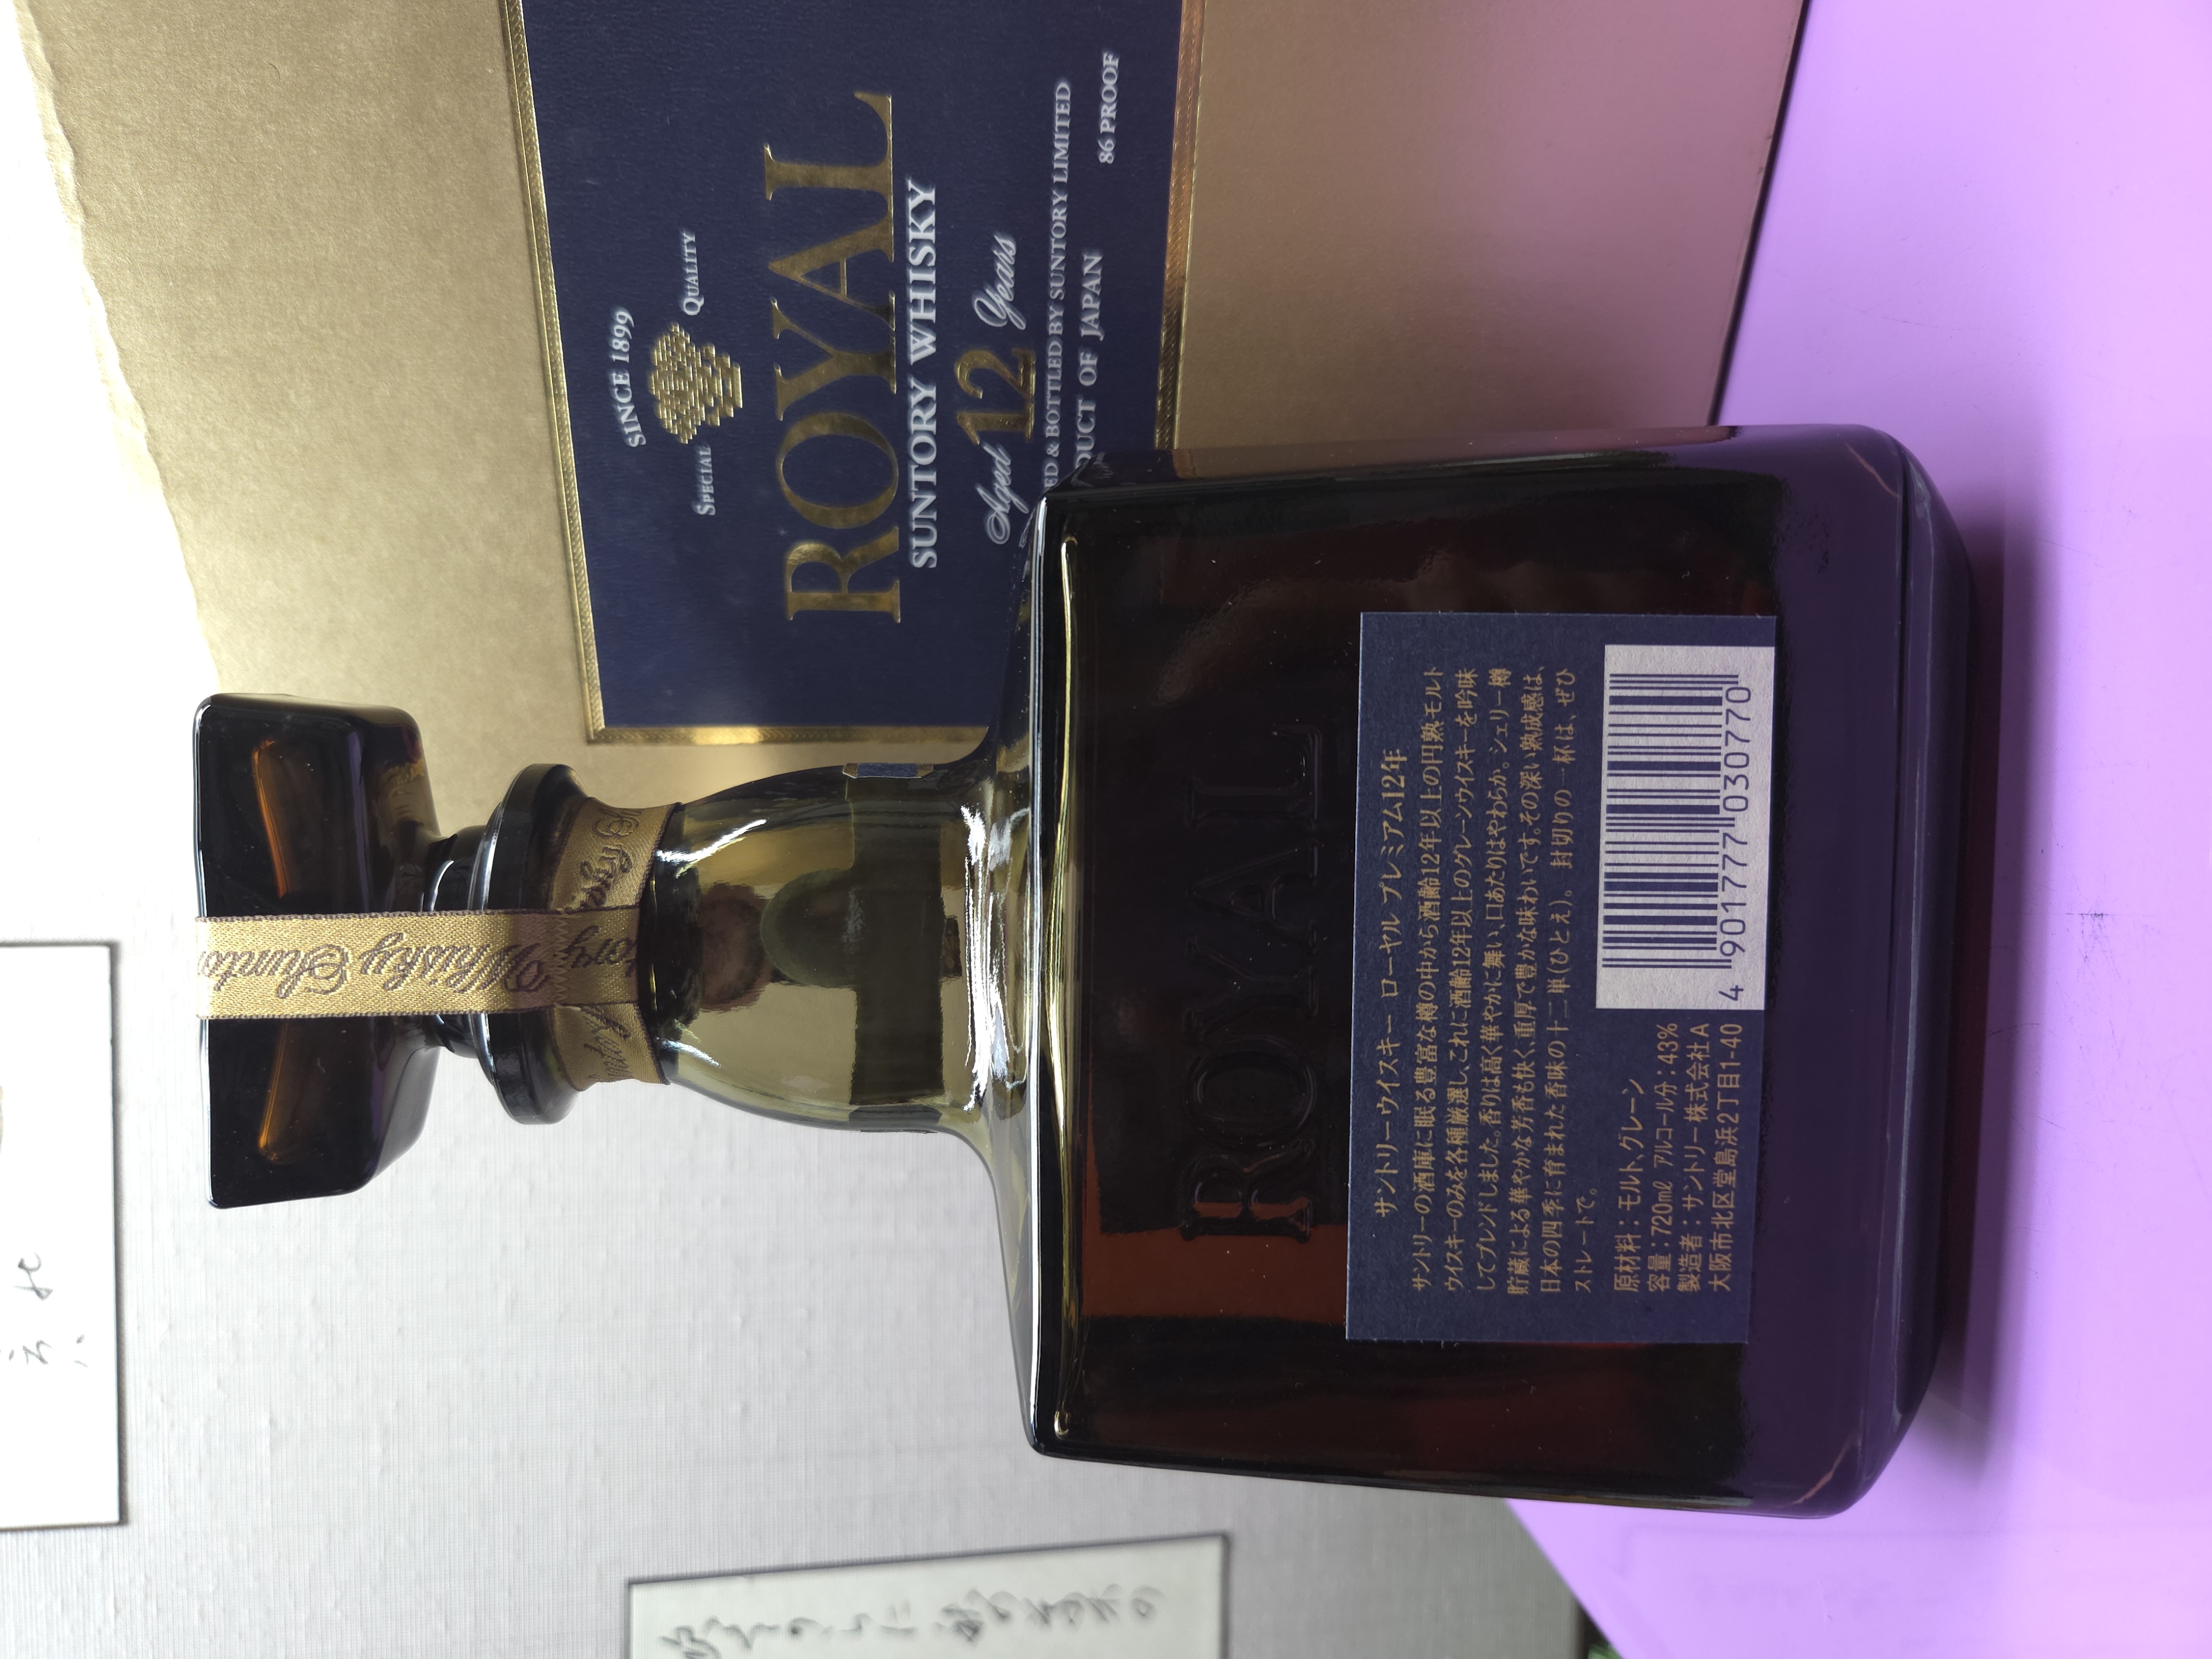 SINCE 1899
SPECIAL QUALITY
ROYAL
SUNTORY WHISKY
Aged 12 Years
ED & BOTTLED BY SUNTORY LIMITED
DUCT OF JAPAN 86 PROOF
Whisky Sunto
ROYAL
サントリーウイスキー ローヤル プレミアム12年
サントリーの酒庫に眠る豊富な樽の中から酒齢12年以上の円熟モルト
ウイスキーのみを各種厳選し、これに酒齢12年以上のグレーンウイスキーを吟味
してブレンドしました。香りは高く華やかに舞い、口あたりはやわらか。シェリー樽
貯蔵による華やかな芳香も快く、重厚で豊かな味わいです。その深い熟成感は、
日本の四季に育まれた香味の十二単(ひとえ)。封切りの一杯は、ぜひ
ストレートで。
原材料：モルト、グレーン
容量：720ml アルコール分：43%
製造者：サントリー株式会社A
大阪市北区堂島浜2丁目1-40
4 901777 030770